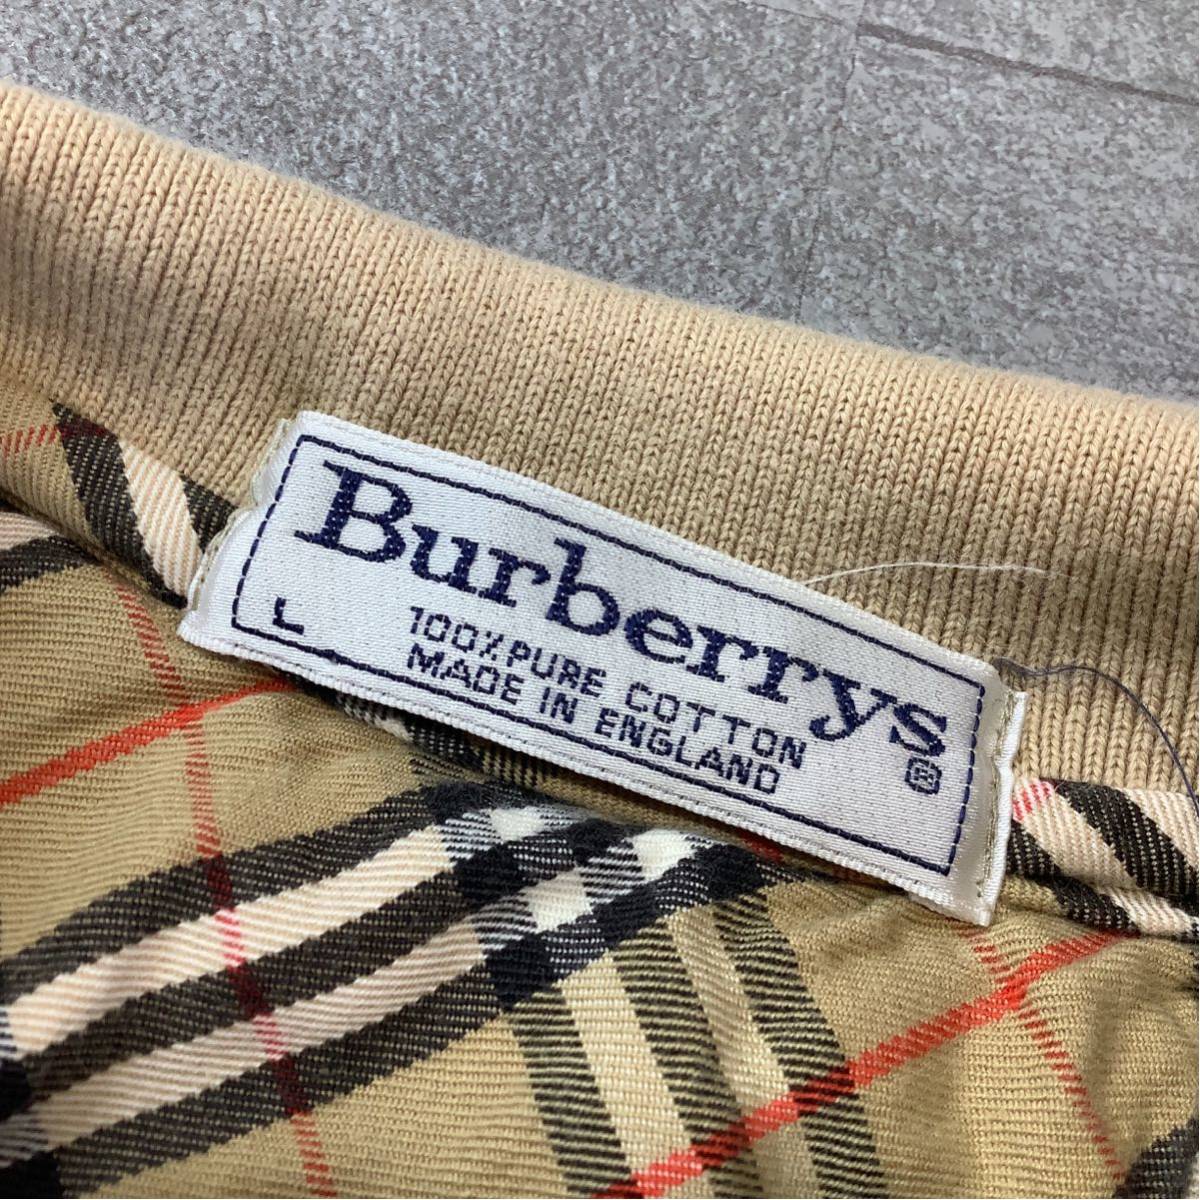 Burberrys®
L
100% PURE COTTON
MADE IN ENGLAND